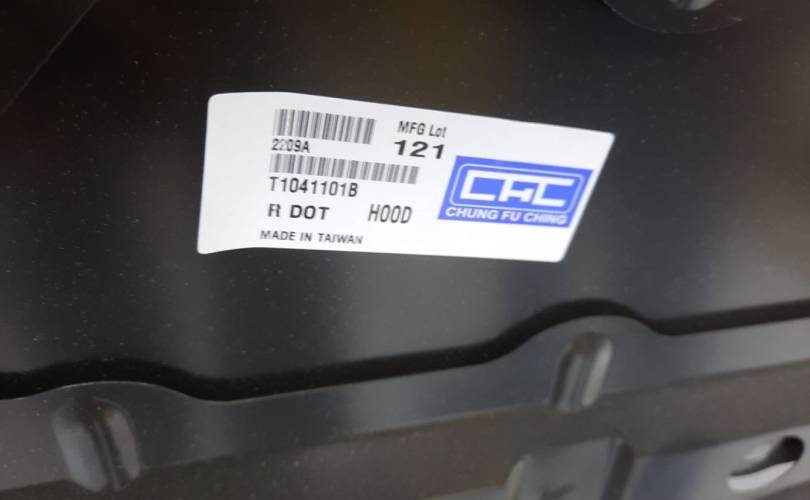 MFG Lot
2209A
121
T1041101B
R DOT HOOD
MADE IN TAIWAN
CFC
CHUNG FU CHING